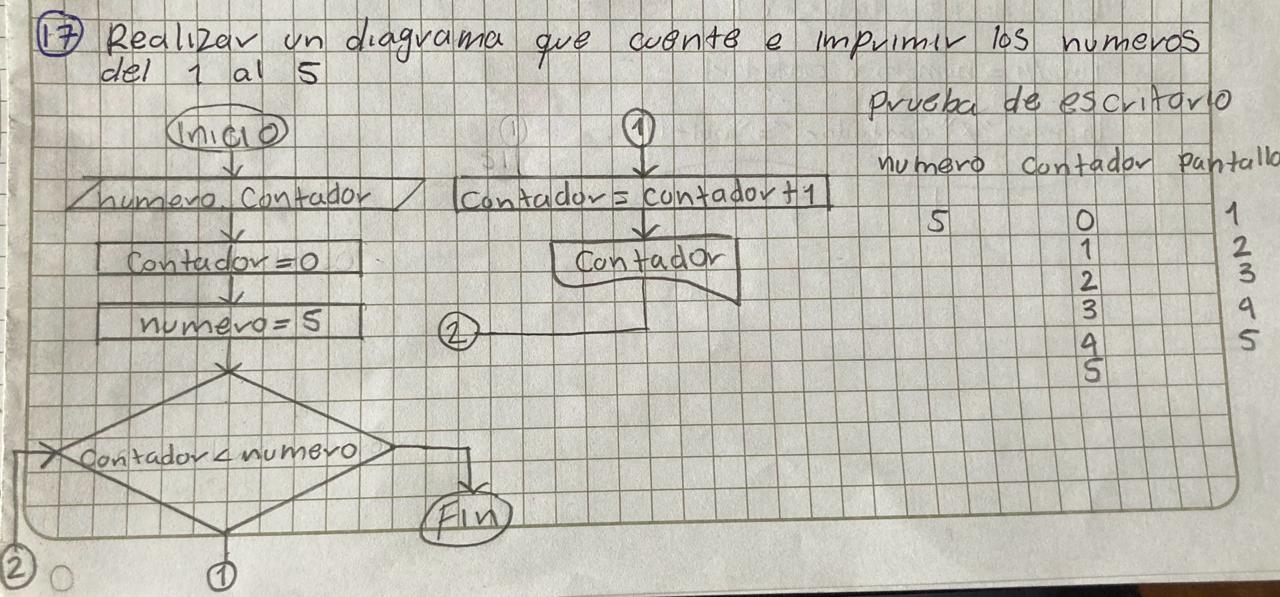 17 Realizar un diagrama que cuente e imprimir los numeros
del 1 al 5
Inicio
numero, Contador
Contador = 0
numero = 5
Contador < numero
Fin
2
1
1
Contador = contador + 1
Contador
2
Prueba de escritorio
numero contador pantalla
5 0 1
1 2
2 3
3 4
4 5
5